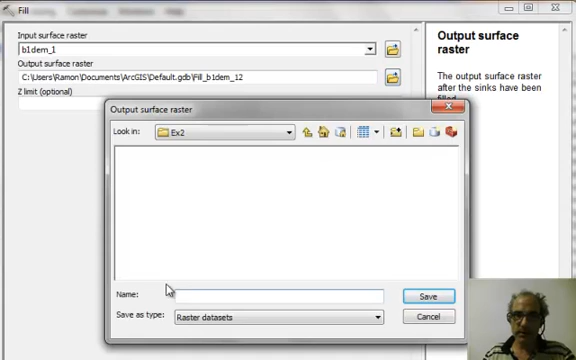 Fill
Input surface raster
b1dem_1
Output surface raster
C:\Users\Ramon\Documents\ArcGIS\Default.gdb\Fill_b1dem_12
Z limit (optional)
Output surface raster
The output surface raster after the sinks have been filled.
Output surface raster
Look in:
Ex2
Name:
Save
Save as type:
Raster datasets
Cancel